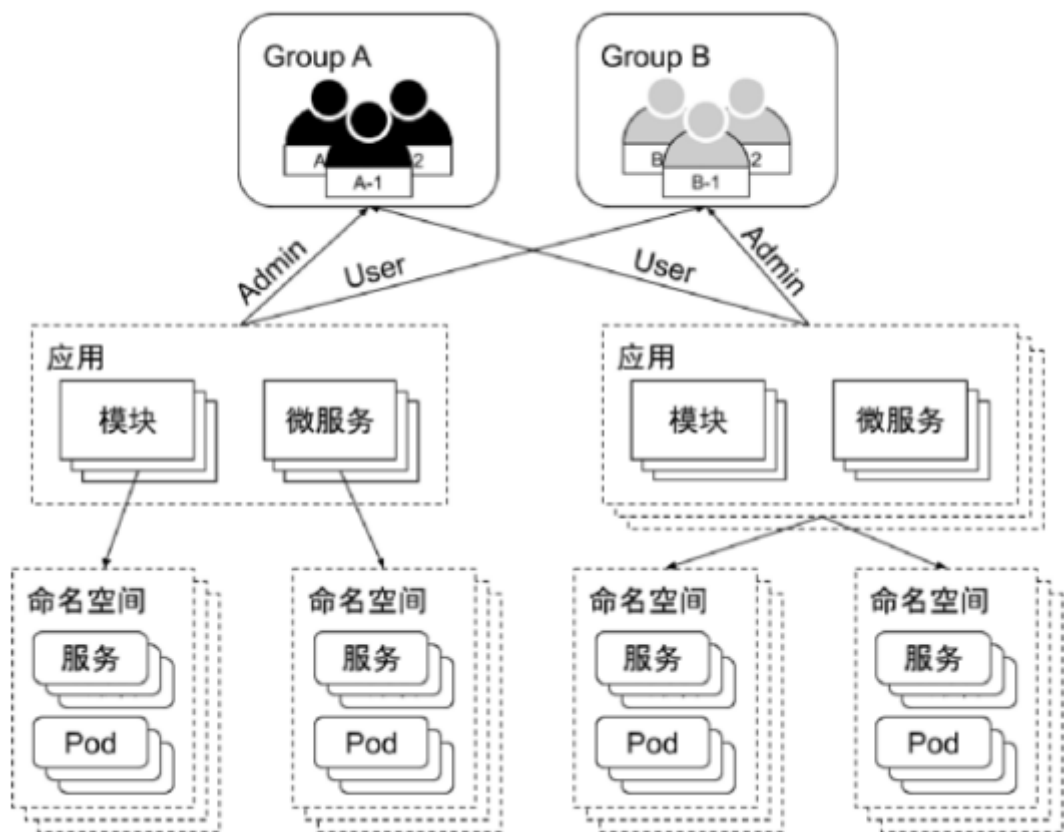 Group A
Group B
A
2
A-1
B
2
B-1
Admin
User
User
Admin
应用
应用
模块
微服务
模块
微服务
命名空间
命名空间
命名空间
命名空间
服务
服务
服务
服务
Pod
Pod
Pod
Pod